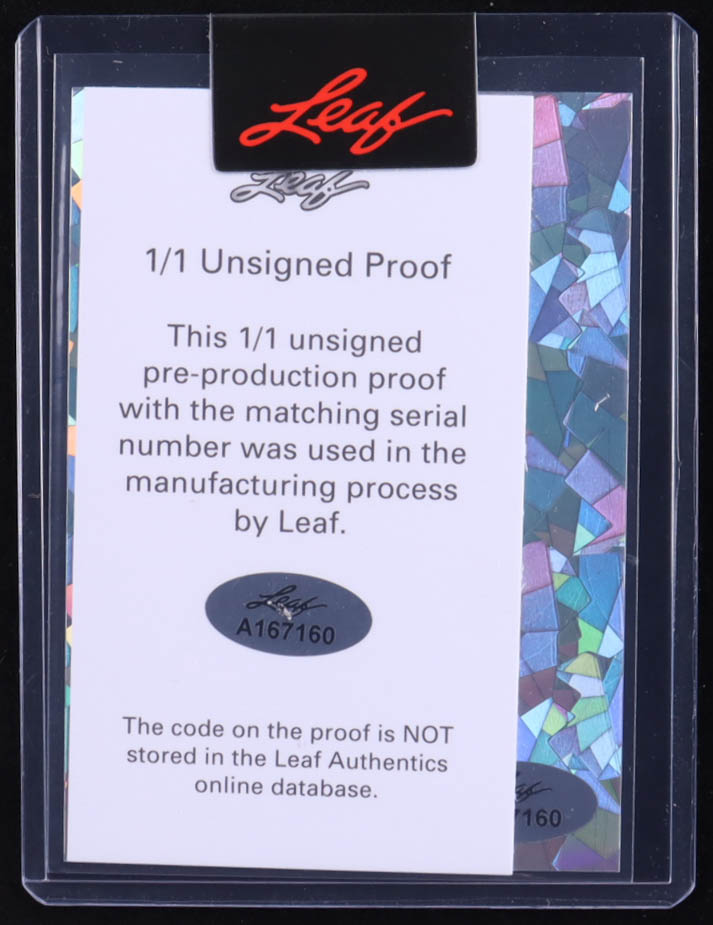 Leaf
Leaf
1/1 Unsigned Proof
This 1/1 unsigned
pre-production proof
with the matching serial
number was used in the
manufacturing process
by Leaf.
Leaf
A167160
The code on the proof is NOT
stored in the Leaf Authentics
online database.
7160